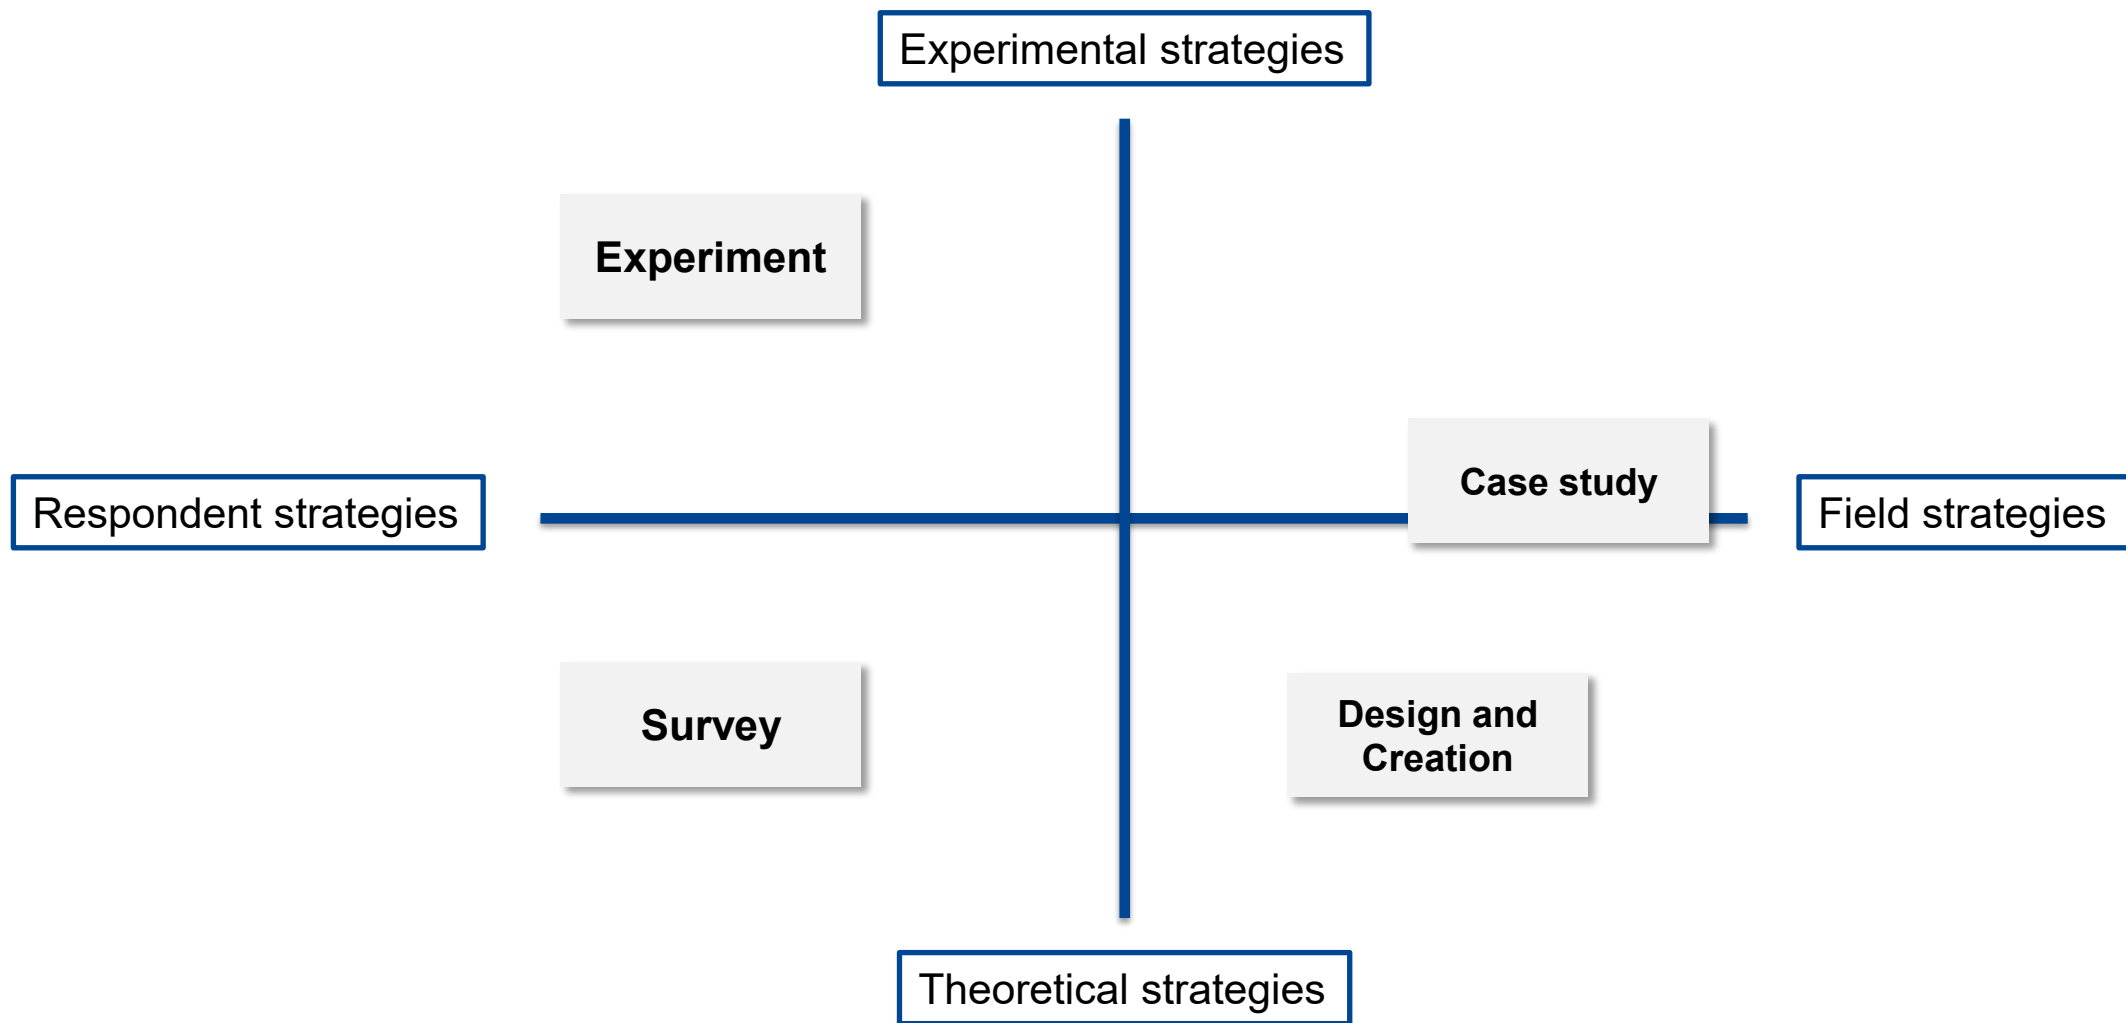 Experimental strategies
Experiment
Case study
Respondent strategies
Field strategies
Survey
Design and
Creation
Theoretical strategies